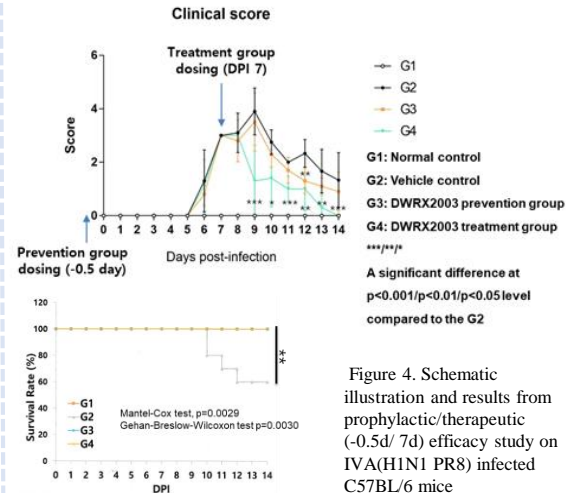 Clinical score
Treatment group
dosing (DPI 7)
Score
6
4
2
0
0 1 2 3 4 5 6 7 8 9 10 11 12 13 14
Days post-infection
Prevention group
dosing (-0.5 day)
*** * *** ** ** ** ***
G1
G2
G3
G4
G1: Normal control
G2: Vehicle control
G3: DWRX2003 prevention group
G4: DWRX2003 treatment group
***/**/*
A significant difference at
p<0.001/p<0.01/p<0.05 level
compared to the G2
Survival Rate (%)
120
100
80
60
40
20
0
G1
G2
G3
G4
Mantel-Cox test, p=0.0029
Gehan-Breslow-Wilcoxon test p=0.0030
**
0 1 2 3 4 5 6 7 8 9 10 11 12 13 14
DPI
Figure 4. Schematic
illustration and results from
prophylactic/therapeutic
(-0.5d/ 7d) efficacy study on
IVA(H1N1 PR8) infected
C57BL/6 mice